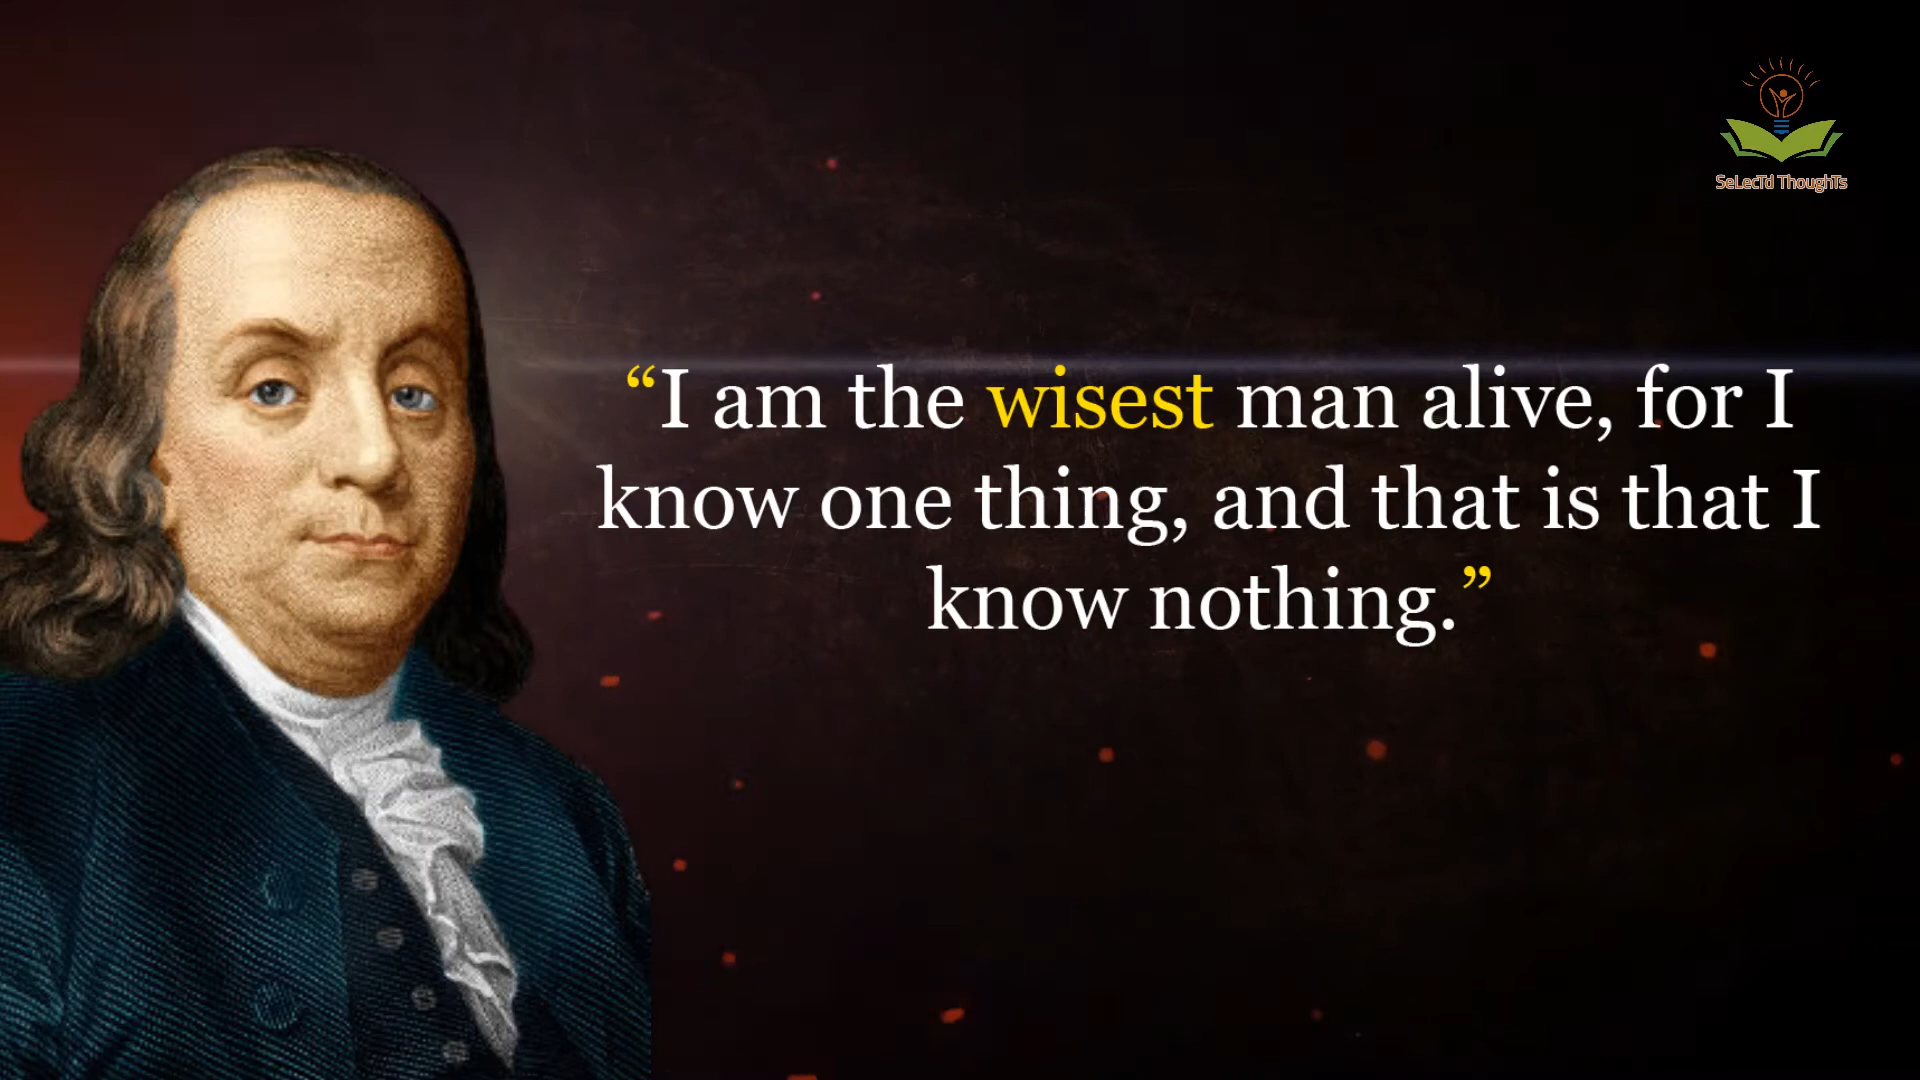 SeLecTd ThoughTs
“I am the wisest man alive, for I
know one thing, and that is that I
know nothing.”